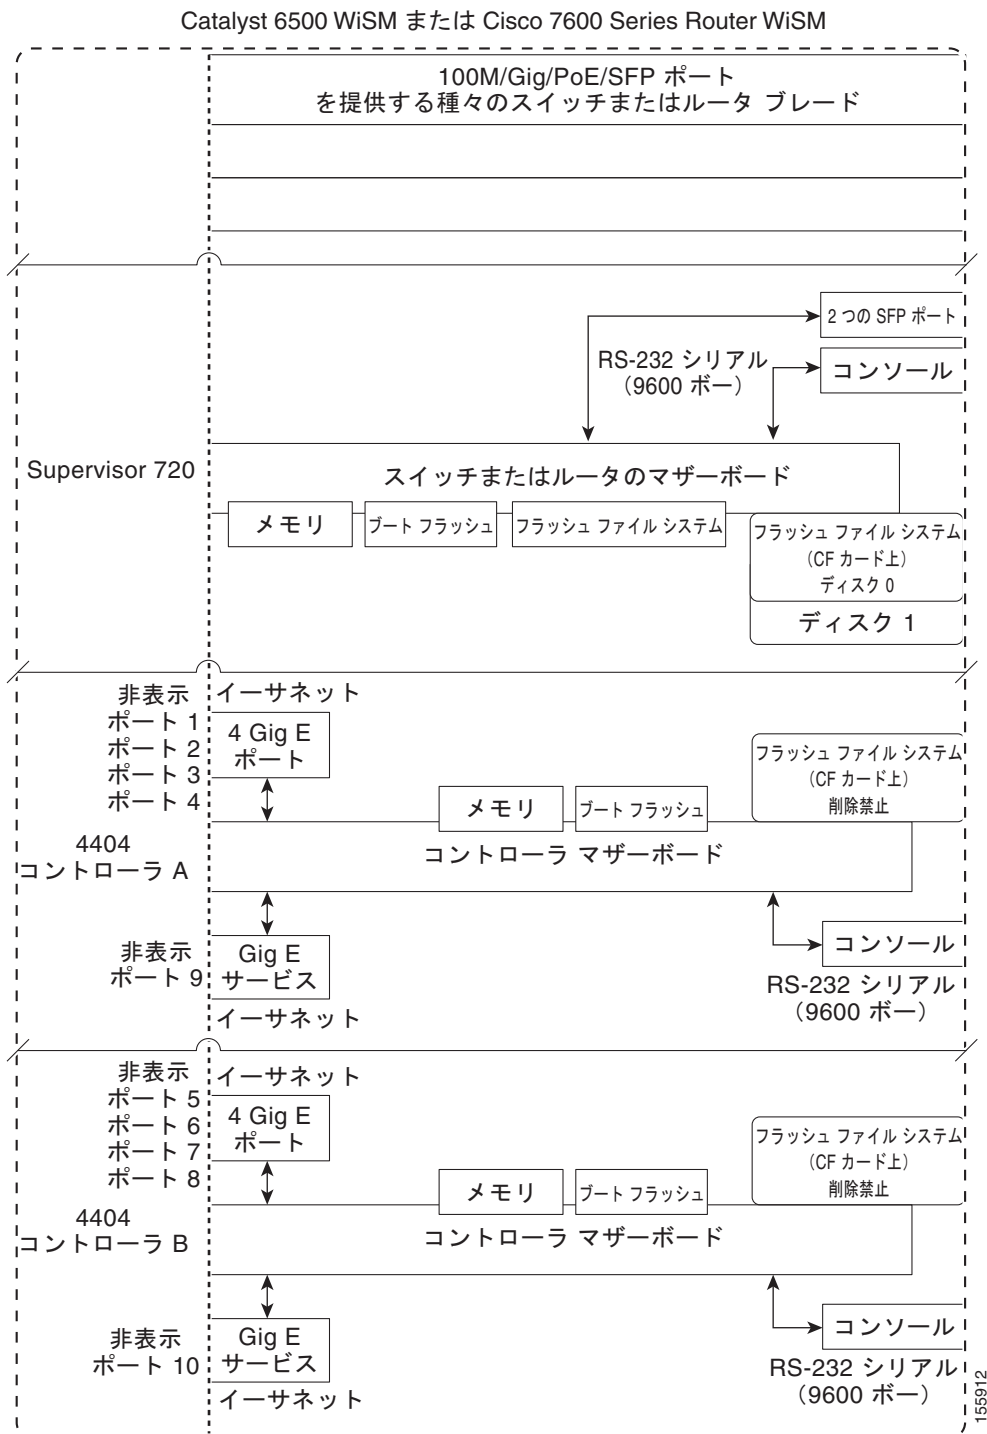 Catalyst 6500 WiSM または Cisco 7600 Series Router WiSM
100M/Gig/PoE/SFP ポート
を提供する種々のスイッチまたはルータ ブレード
2 つの SFP ポート
RS-232 シリアル
（9600 ボー）
コンソール
Supervisor 720
スイッチまたはルータのマザーボード
メモリ
ブート フラッシュ
フラッシュ ファイル システム
フラッシュ ファイル システム
（CF カード上）
ディスク 0
ディスク 1
非表示
ポート 1
ポート 2
ポート 3
ポート 4
イーサネット
4 Gig E
ポート
フラッシュ ファイル システム
（CF カード上）
削除禁止
メモリ
ブート フラッシュ
4404
コントローラ A
コントローラ マザーボード
非表示
ポート 9
Gig E
サービス
イーサネット
コンソール
RS-232 シリアル
（9600 ボー）
非表示
ポート 5
ポート 6
ポート 7
ポート 8
イーサネット
4 Gig E
ポート
フラッシュ ファイル システム
（CF カード上）
削除禁止
メモリ
ブート フラッシュ
4404
コントローラ B
コントローラ マザーボード
非表示
ポート 10
Gig E
サービス
イーサネット
コンソール
RS-232 シリアル
（9600 ボー）
155912